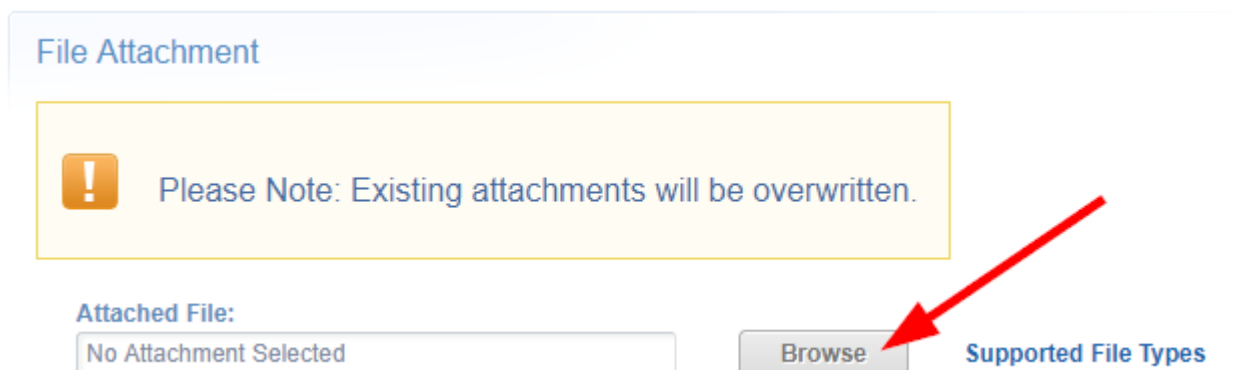 File Attachment
! Please Note: Existing attachments will be overwritten.
Attached File:
No Attachment Selected Browse Supported File Types